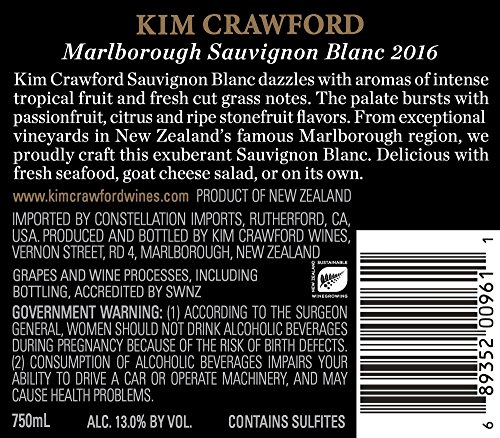 KIM CRAWFORD
Marlborough Sauvignon Blanc 2016
Kim Crawford Sauvignon Blanc dazzles with aromas of intense
tropical fruit and fresh cut grass notes. The palate bursts with
passionfruit, citrus and ripe stonefruit flavors. From exceptional
vineyards in New Zealand's famous Marlborough region, we
proudly craft this exuberant Sauvignon Blanc. Delicious with
fresh seafood, goat cheese salad, or on its own.
www.kimcrawfordwines.com PRODUCT OF NEW ZEALAND
IMPORTED BY CONSTELLATION IMPORTS, RUTHERFORD, CA,
USA. PRODUCED AND BOTTLED BY KIM CRAWFORD WINES,
VERNON STREET, RD 4, MARLBOROUGH, NEW ZEALAND
GRAPES AND WINE PROCESSES, INCLUDING
BOTTLING, ACCREDITED BY SWNZ
NEW ZEALAND
SUSTAINABLE
WINEGROWING
GOVERNMENT WARNING: (1) ACCORDING TO THE SURGEON
GENERAL, WOMEN SHOULD NOT DRINK ALCOHOLIC BEVERAGES
DURING PREGNANCY BECAUSE OF THE RISK OF BIRTH DEFECTS.
(2) CONSUMPTION OF ALCOHOLIC BEVERAGES IMPAIRS YOUR
ABILITY TO DRIVE A CAR OR OPERATE MACHINERY, AND MAY
CAUSE HEALTH PROBLEMS.
750mL ALC. 13.0% BY VOL. CONTAINS SULFITES
6 89352 00961 1